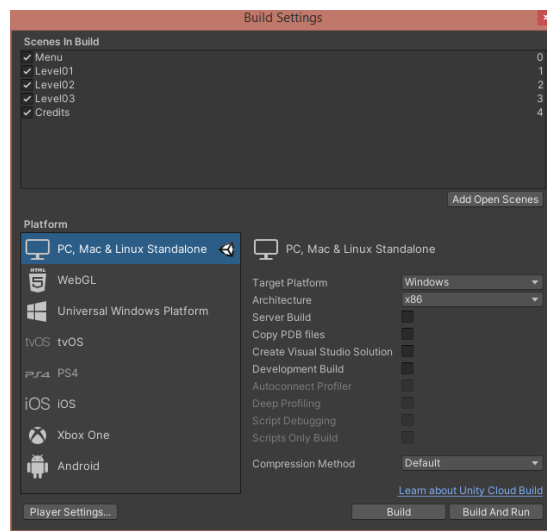 Build Settings
Scenes In Build
Menu 0
Level01 1
Level02 2
Level03 3
Credits 4
Add Open Scenes
Platform
PC, Mac & Linux Standalone
HTML 5 WebGL
Universal Windows Platform
tvOS tvOS
PS4 PS4
iOS iOS
Xbox One
Android
PC, Mac & Linux Standalone
Target Platform Windows
Architecture x86
Server Build
Copy PDB files
Create Visual Studio Solution
Development Build
Autoconnect Profiler
Deep Profiling
Script Debugging
Scripts Only Build
Compression Method Default
Learn about Unity Cloud Build
Player Settings...
Build
Build And Run